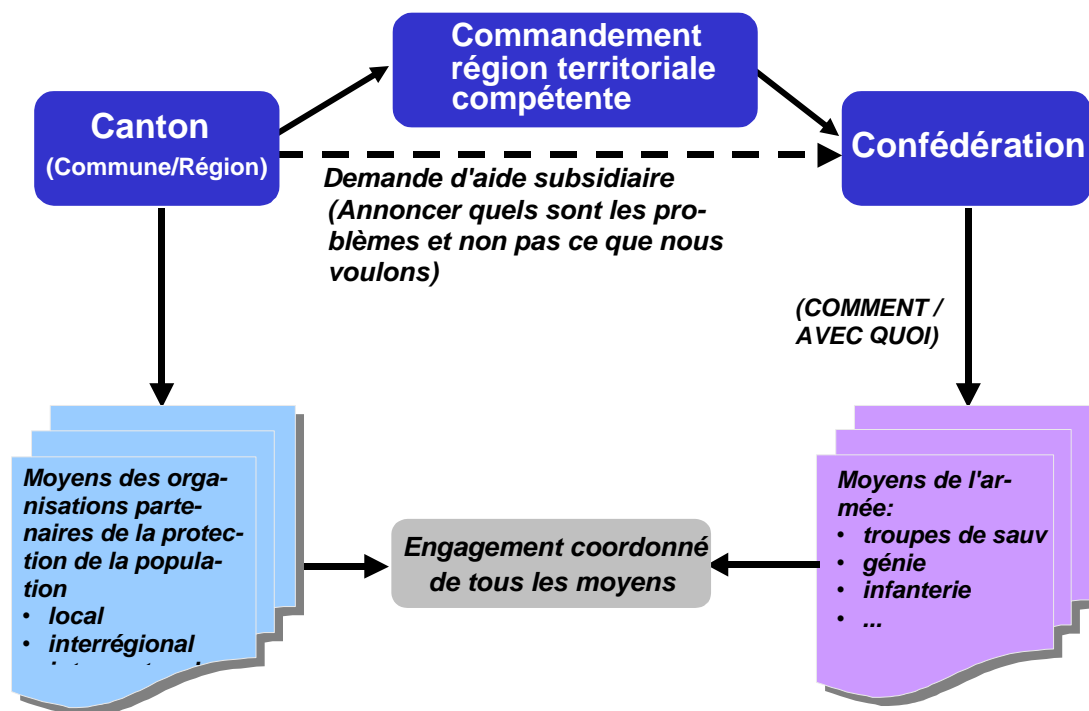 Commandement
région territoriale
compétente
Canton
(Commune/Région)
Confédération
Demande d'aide subsidiaire
(Annoncer quels sont les pro-
blèmes et non pas ce que nous
voulons)
(COMMENT /
AVEC QUOI)
Moyens des orga-
nisations parte-
naires de la protec-
tion de la popula-
tion
• local
• interrégional
Engagement coordonné
de tous les moyens
Moyens de l'ar-
mée:
• troupes de sauv
• génie
• infanterie
• ...